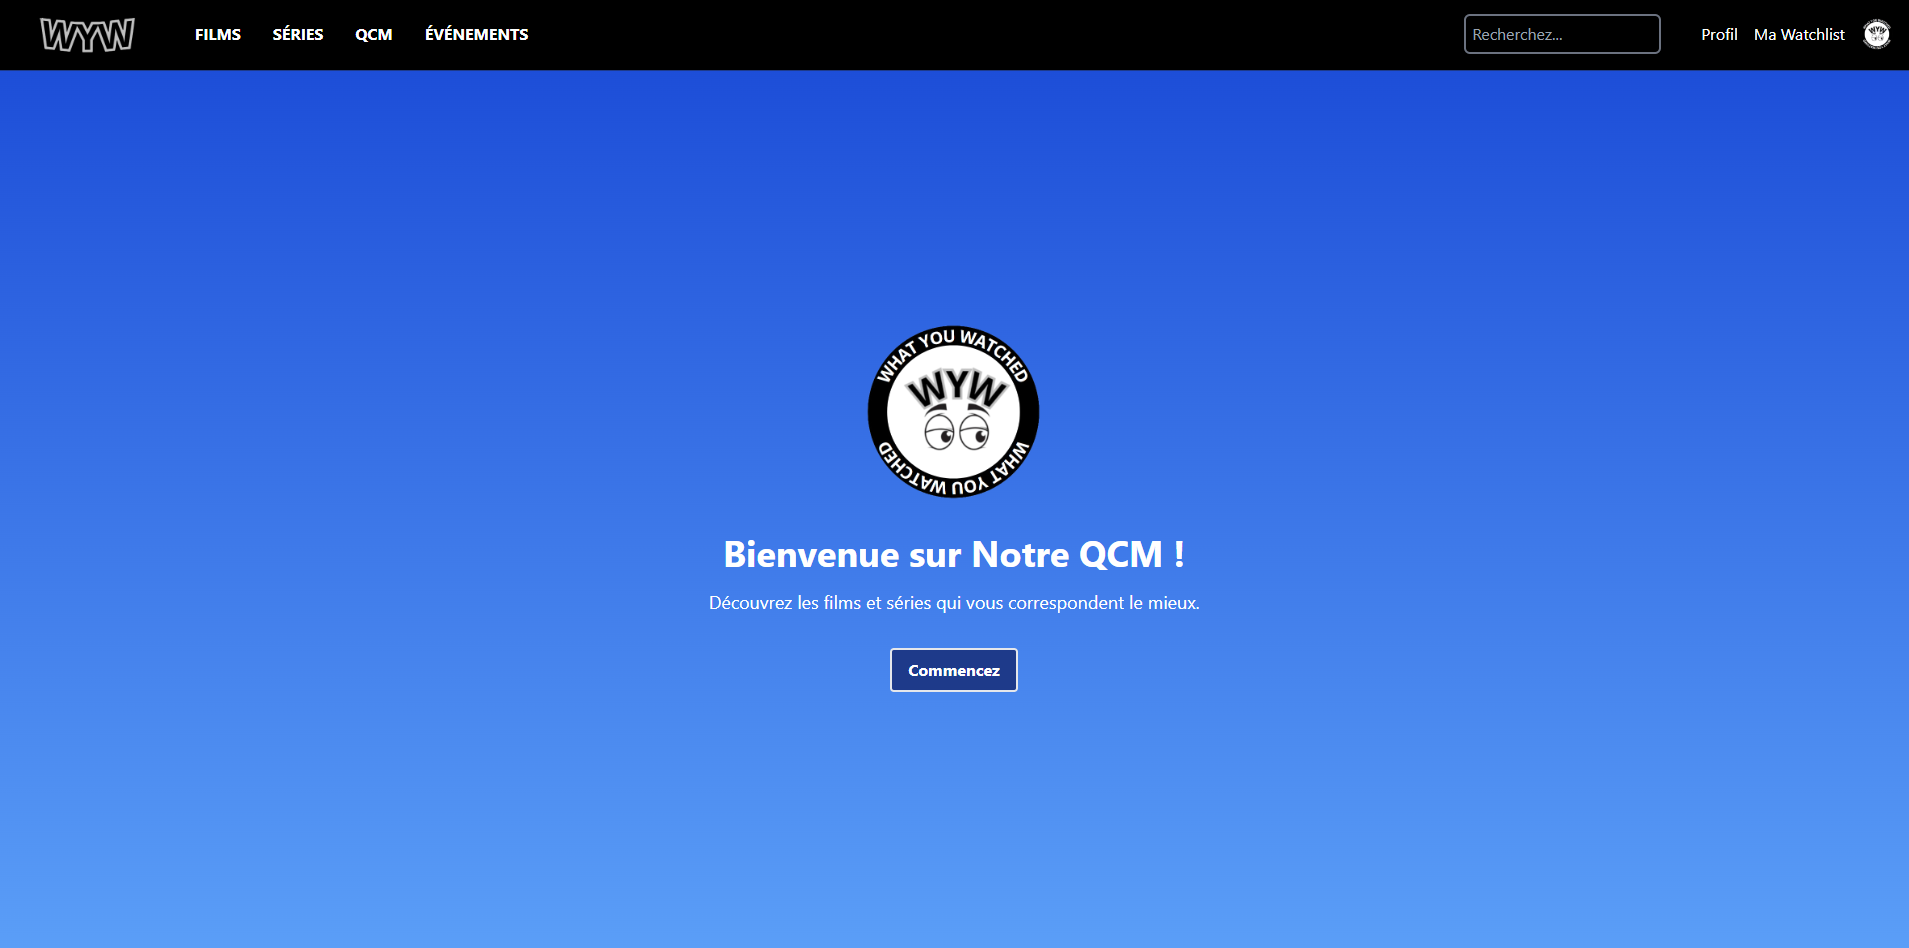 WYW
FILMS
SÉRIES
QCM
ÉVÉNEMENTS
Recherchez...
Profil
Ma Watchlist
WYW
WHAT YOU WATCHED
WYW
WHAT YOU WATCHED
Bienvenue sur Notre QCM !
Découvrez les films et séries qui vous correspondent le mieux.
Commencez